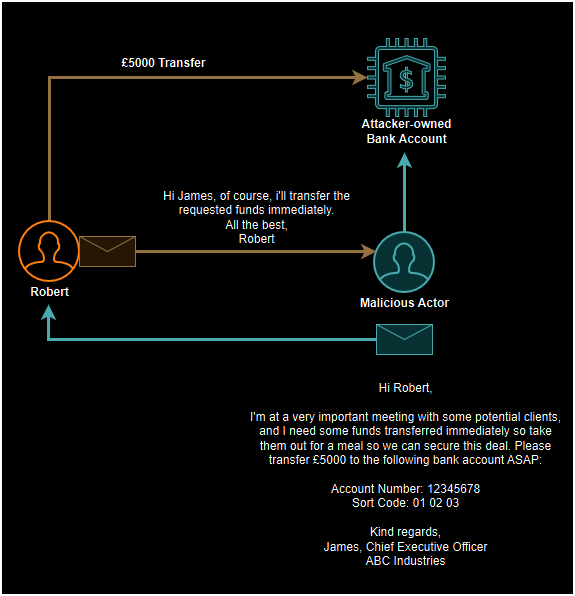 £5000 Transfer
$
Attacker-owned
Bank Account
Hi James, of course, i'll transfer the
requested funds immediately.
All the best,
Robert
Robert
Malicious Actor
Hi Robert,
I'm at a very important meeting with some potential clients,
and I need some funds transferred immediately so take
them out for a meal so we can secure this deal. Please
transfer £5000 to the following bank account ASAP:
Account Number: 12345678
Sort Code: 01 02 03
Kind regards,
James, Chief Executive Officer
ABC Industries